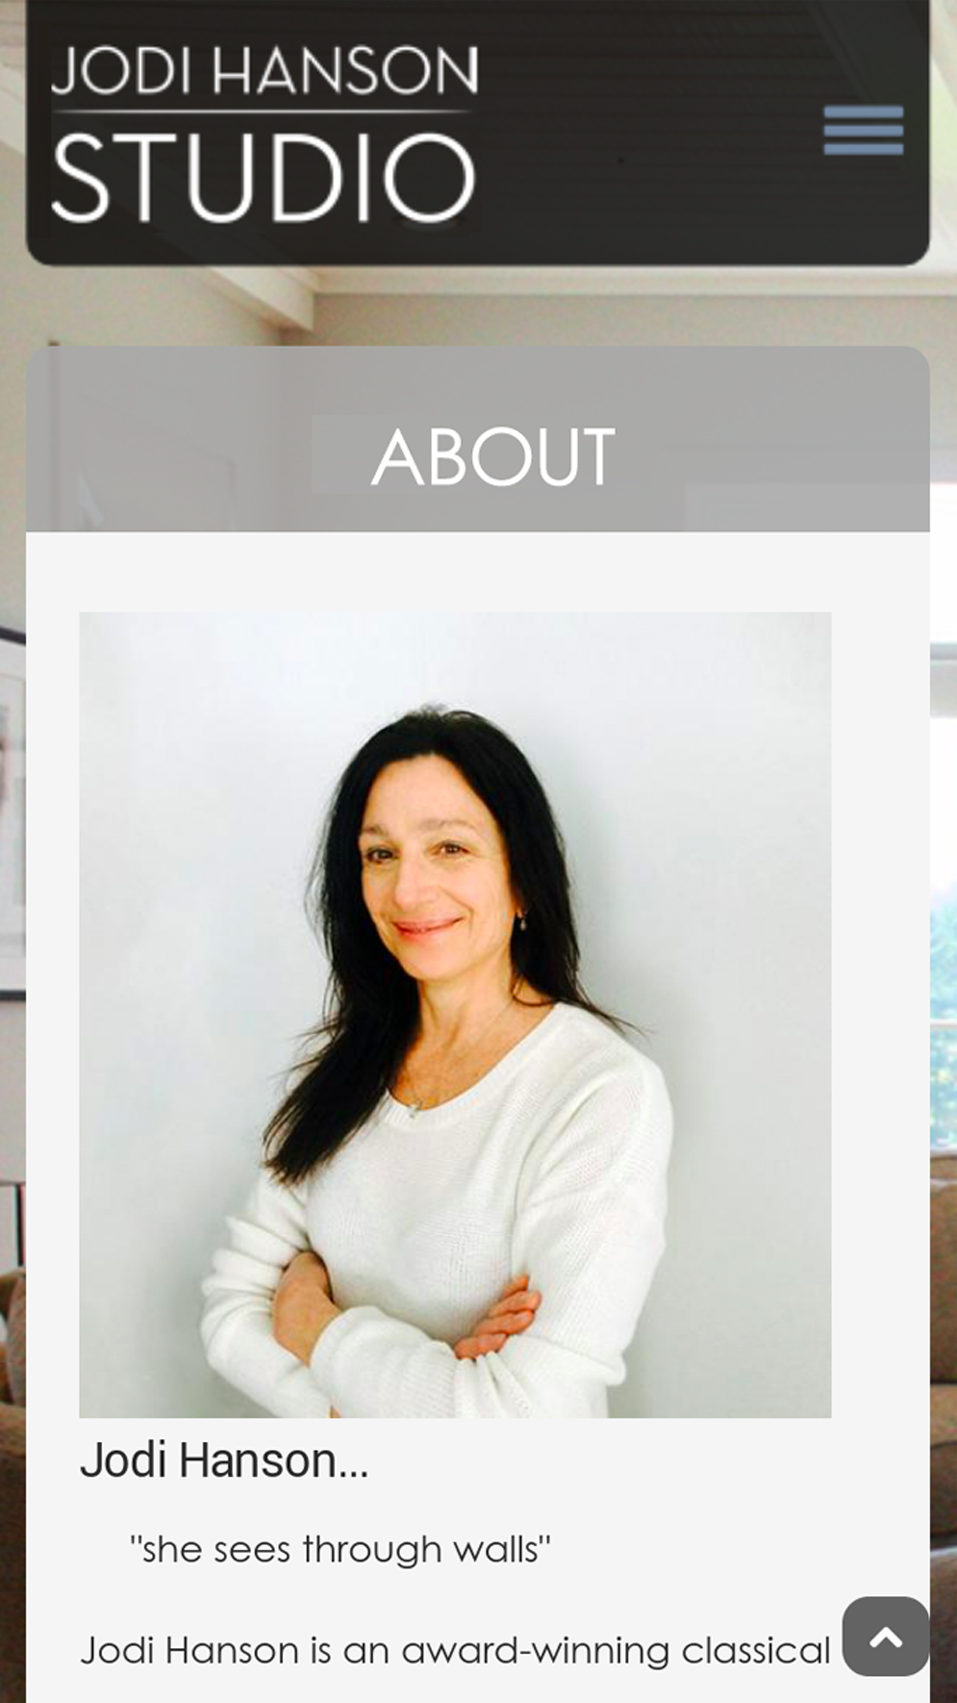 JODI HANSON
STUDIO
ABOUT
Jodi Hanson...
"she sees through walls"
Jodi Hanson is an award-winning classical